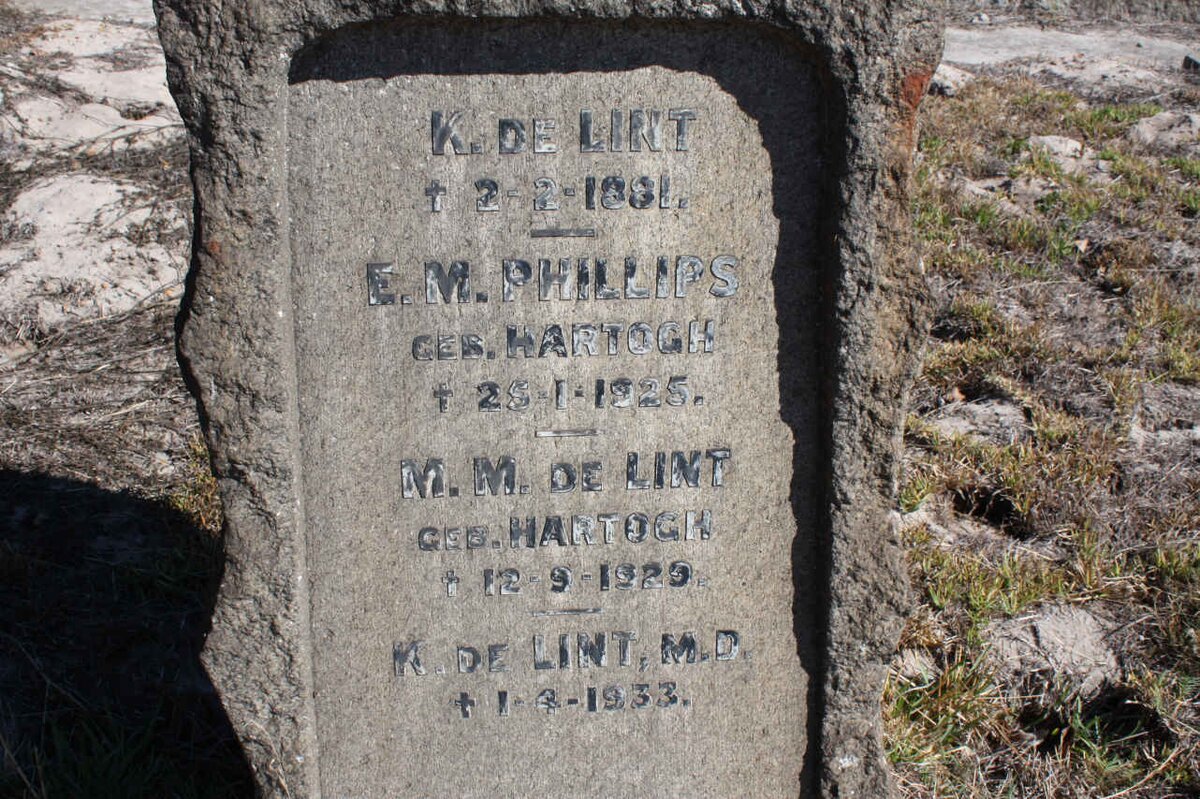 K. DE LINT
† 2-2-1881.
E. M. PHILLIPS
GEB. HARTOGH
† 25-1-1925.
M. M. DE LINT
GEB. HARTOGH
† 12-9-1929.
K. DE LINT, M.D.
† 1-4-1933.